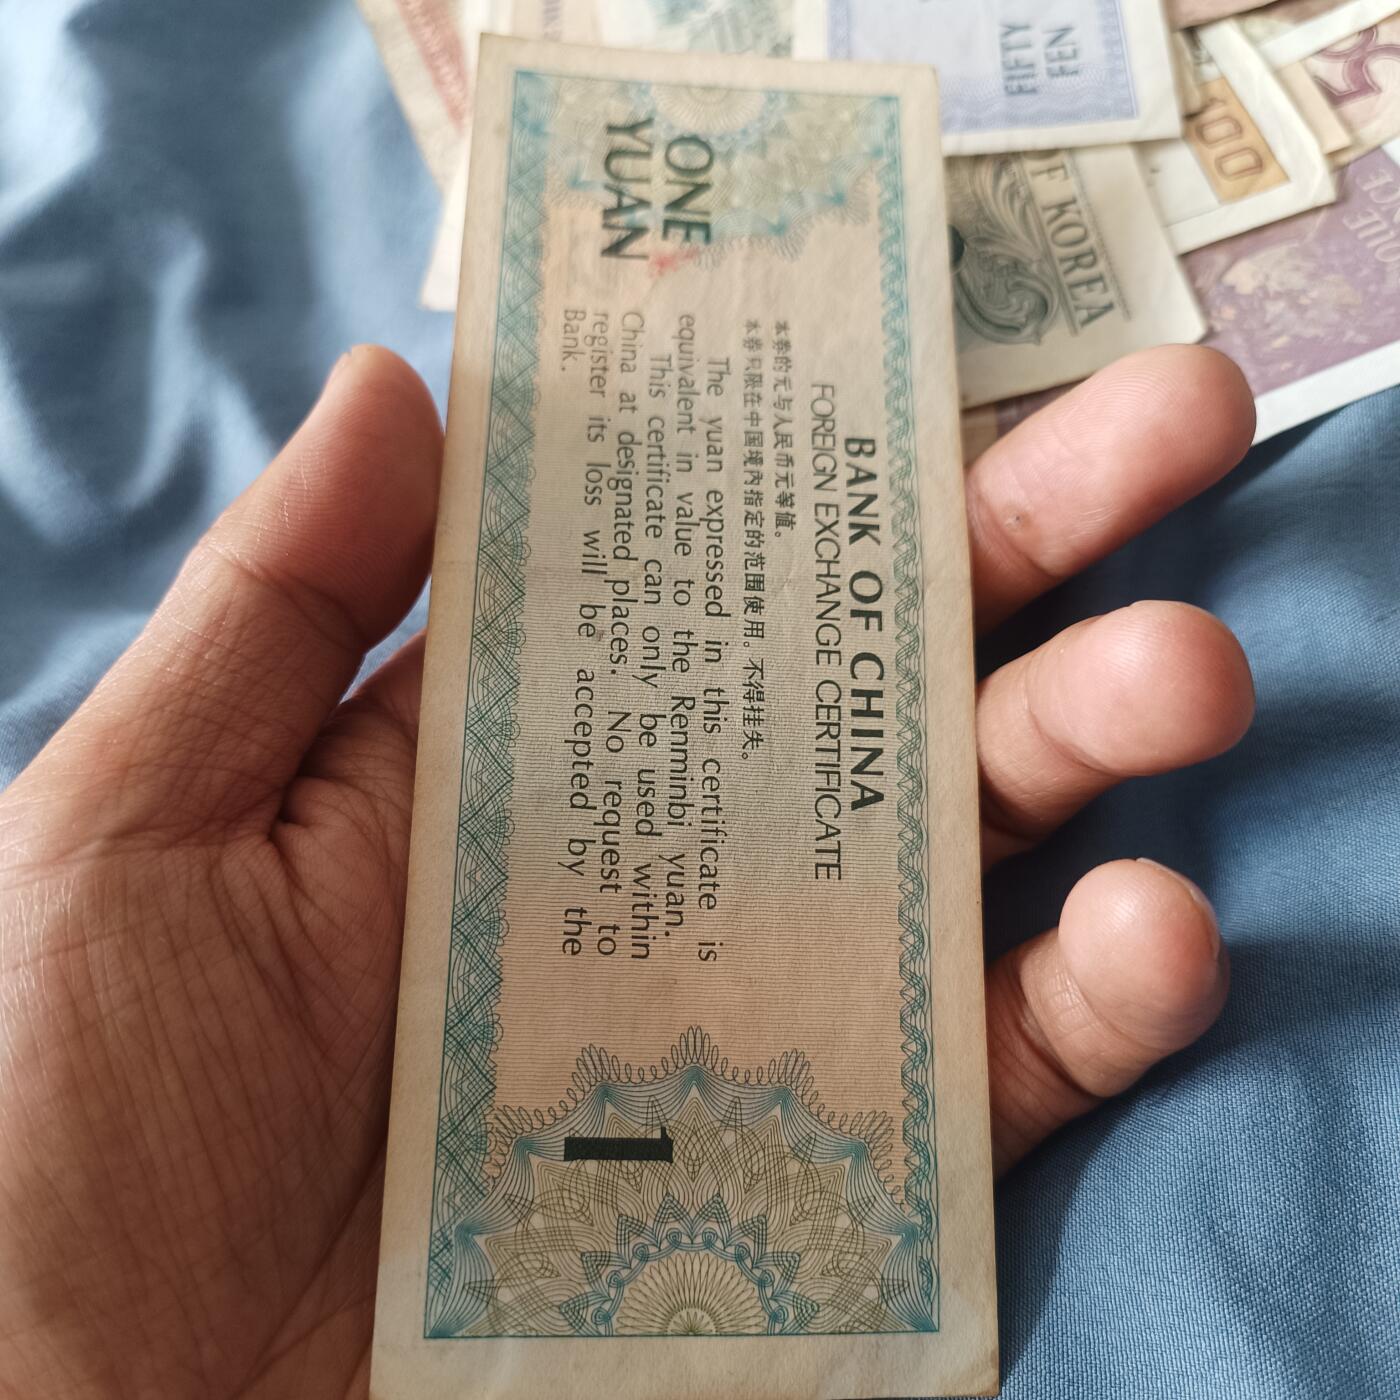 BANK OF CHINA
FOREIGN EXCHANGE CERTIFICATE
本券的元与人民币元等值。
本券只限在中国境内指定的范围使用。不得挂失。
The yuan expressed in this certificate is
equivalent in value to the Renminbi yuan.
This certificate can only be used within
China at designated places. No request to
register its loss will be accepted by the
Bank.
ONE
YUAN
1
FIFTY
FEN
OF KOREA
100
5